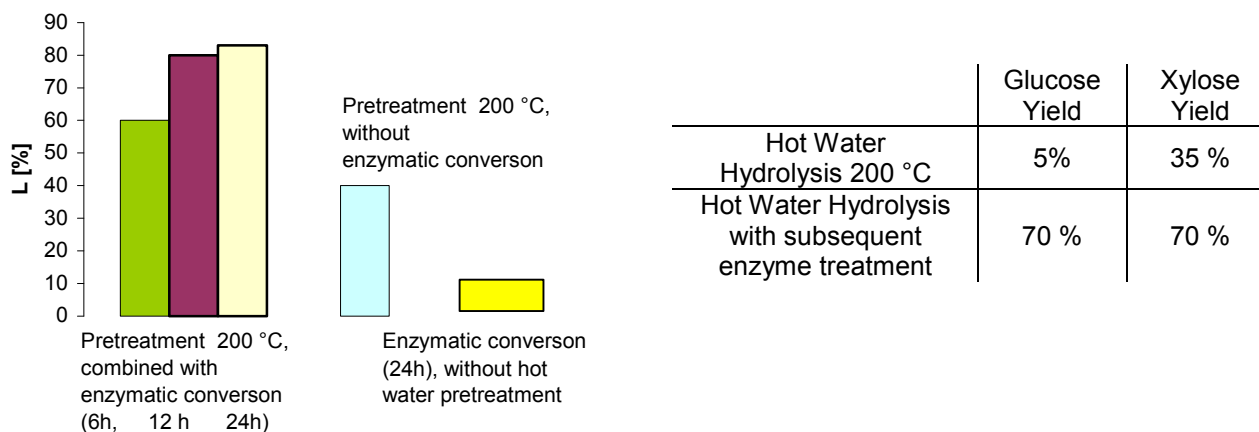 L [%]
90
80
70
60
50
40
30
20
10
0
Pretreatment 200 °C,
combined with
enzymatic converson
(6h, 12 h 24h)
Pretreatment 200 °C,
without
enzymatic converson
Enzymatic converson
(24h), without hot
water pretreatment
Glucose
Yield
Xylose
Yield
Hot Water
Hydrolysis 200 °C
5%
35 %
Hot Water Hydrolysis
with subsequent
enzyme treatment
70 %
70 %